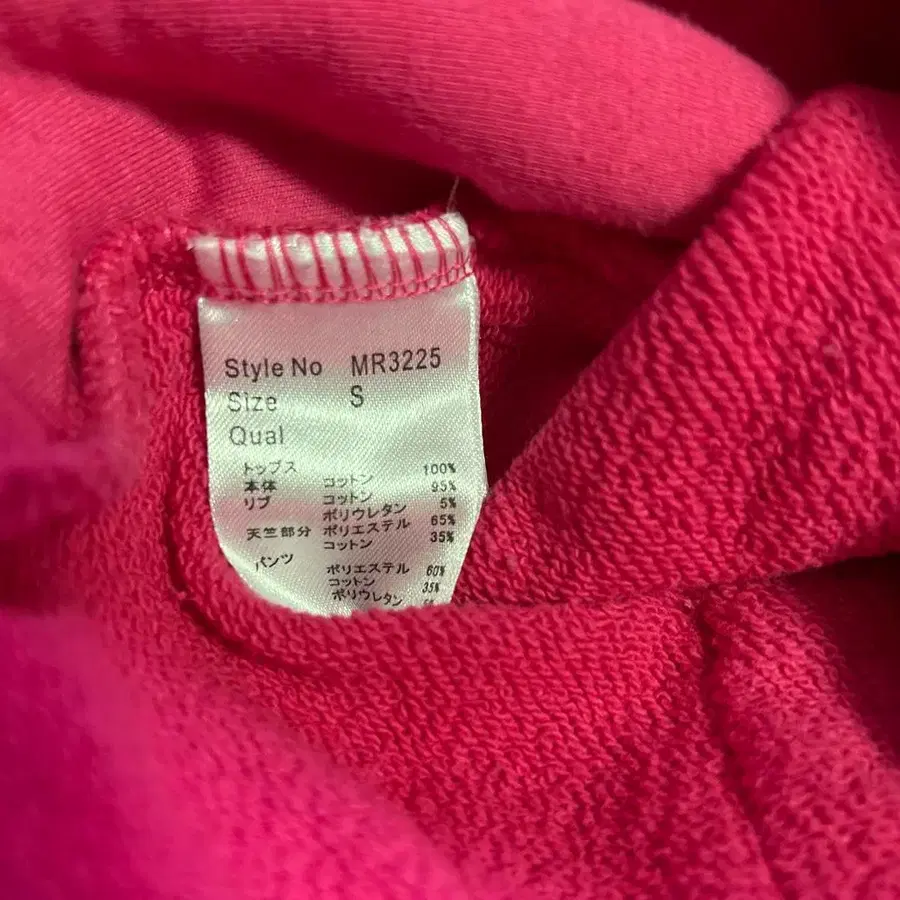 Style No MR3225
Size S
Qual
トップス
本体 コットン 100%
リブ コットン 95%
ポリウレタン 5%
天竺部分 ポリエステル 65%
コットン 35%
パンツ
ポリエステル 60%
コットン 35%
ポリウレタン